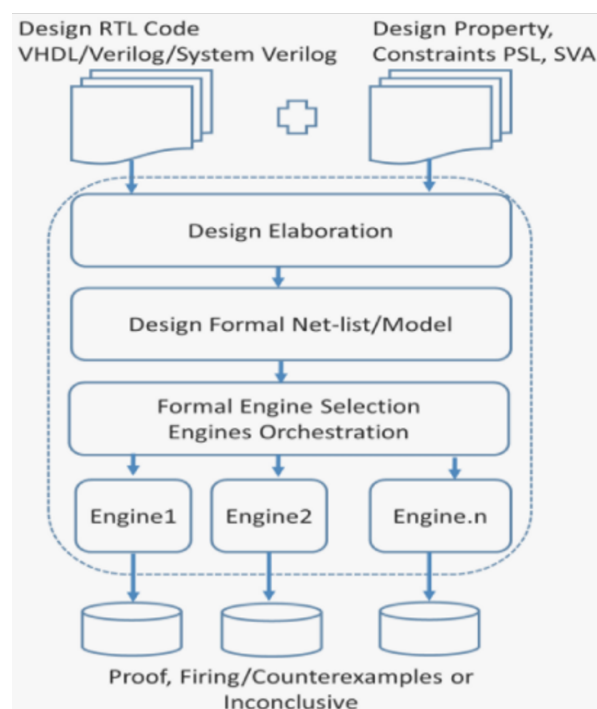 Design RTL Code
VHDL/Verilog/System Verilog
Design Property,
Constraints PSL, SVA
Design Elaboration
Design Formal Net-list/Model
Formal Engine Selection
Engines Orchestration
Engine1
Engine2
Engine.n
Proof, Firing/Counterexamples or
Inconclusive